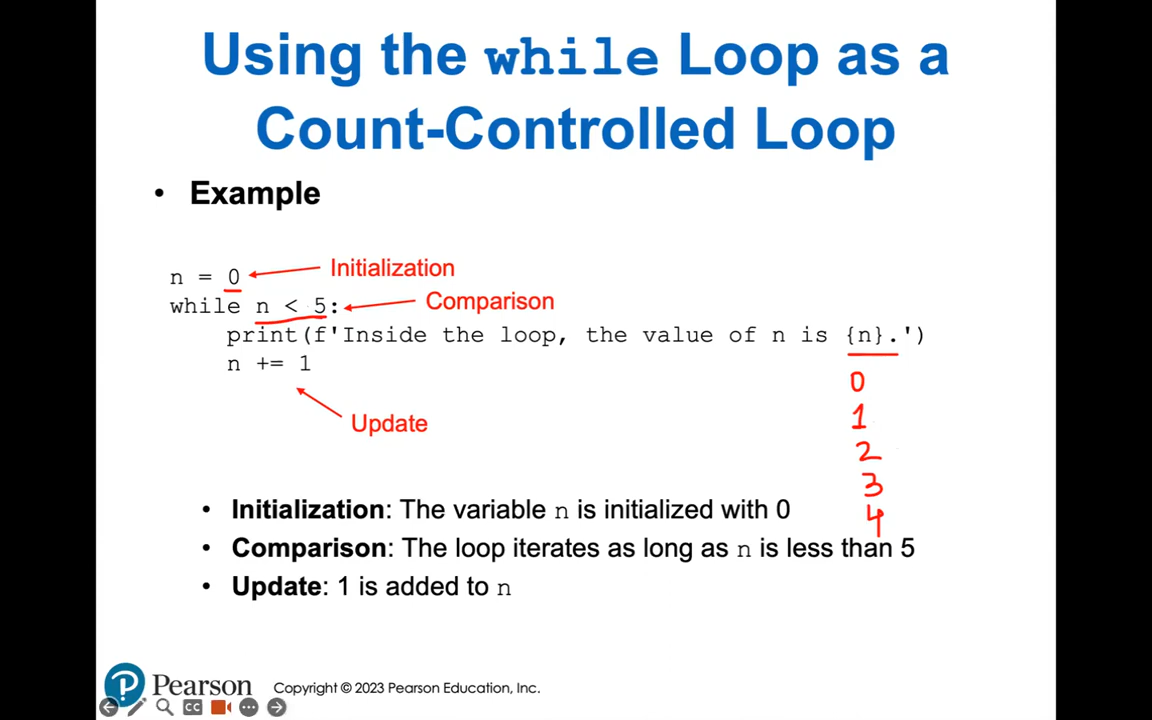 Using the while Loop as a
Count-Controlled Loop
• Example
n = 0
Initialization
while n < 5:
Comparison
print(f'Inside the loop, the value of n is {n}.')
n += 1
Update
0
1
2
3
4
• Initialization: The variable n is initialized with 0
• Comparison: The loop iterates as long as n is less than 5
• Update: 1 is added to n
P Pearson
Copyright © 2023 Pearson Education, Inc.
CC